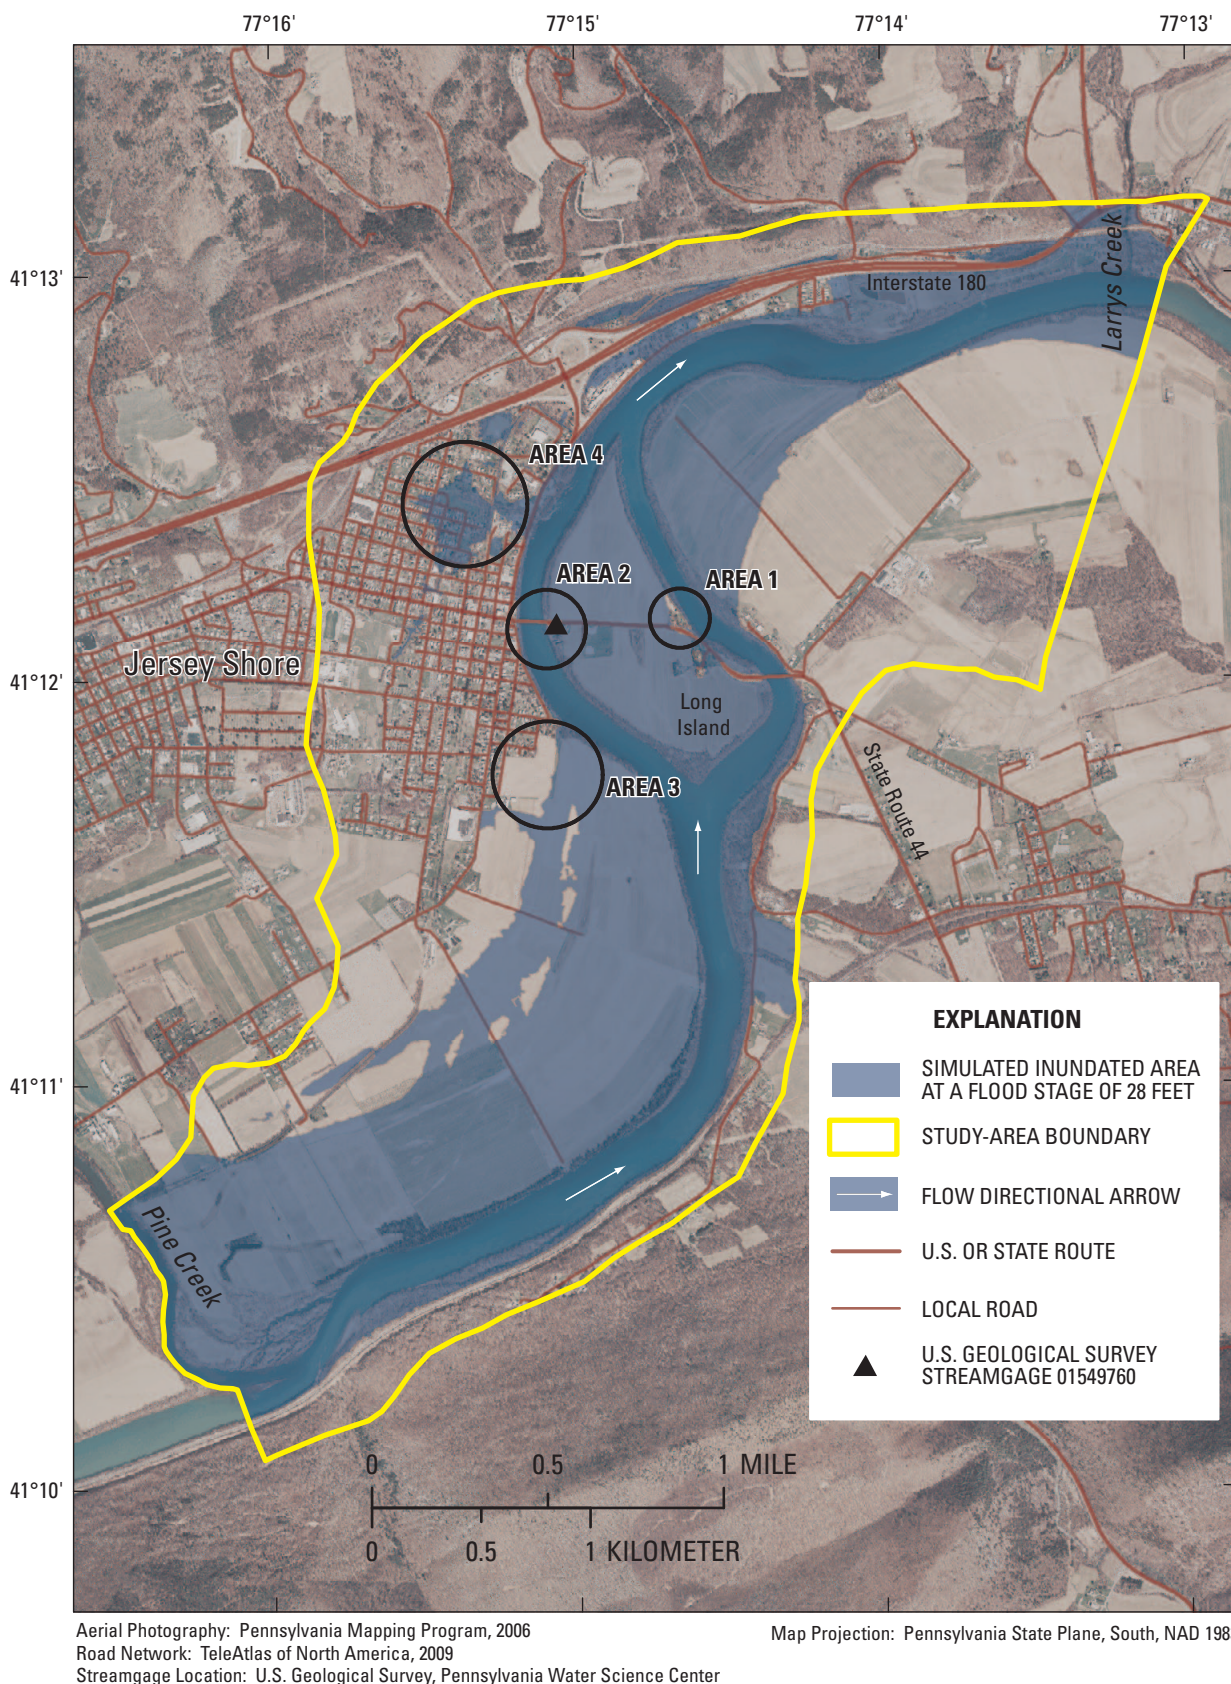 77°16' 77°15' 77°14' 77°13'
41°13'
Interstate 180
Larrys Creek
AREA 4
AREA 2
AREA 1
Jersey Shore
41°12'
Long
Island
AREA 3
State Route 44
41°11'
Pine Creek
41°10'
EXPLANATION
SIMULATED INUNDATED AREA
AT A FLOOD STAGE OF 28 FEET
STUDY-AREA BOUNDARY
FLOW DIRECTIONAL ARROW
U.S. OR STATE ROUTE
LOCAL ROAD
U.S. GEOLOGICAL SURVEY
STREAMGAGE 01549760
0 0.5 1 MILE
0 0.5 1 KILOMETER
Aerial Photography: Pennsylvania Mapping Program, 2006
Road Network: TeleAtlas of North America, 2009
Streamgage Location: U.S. Geological Survey, Pennsylvania Water Science Center
Map Projection: Pennsylvania State Plane, South, NAD 198